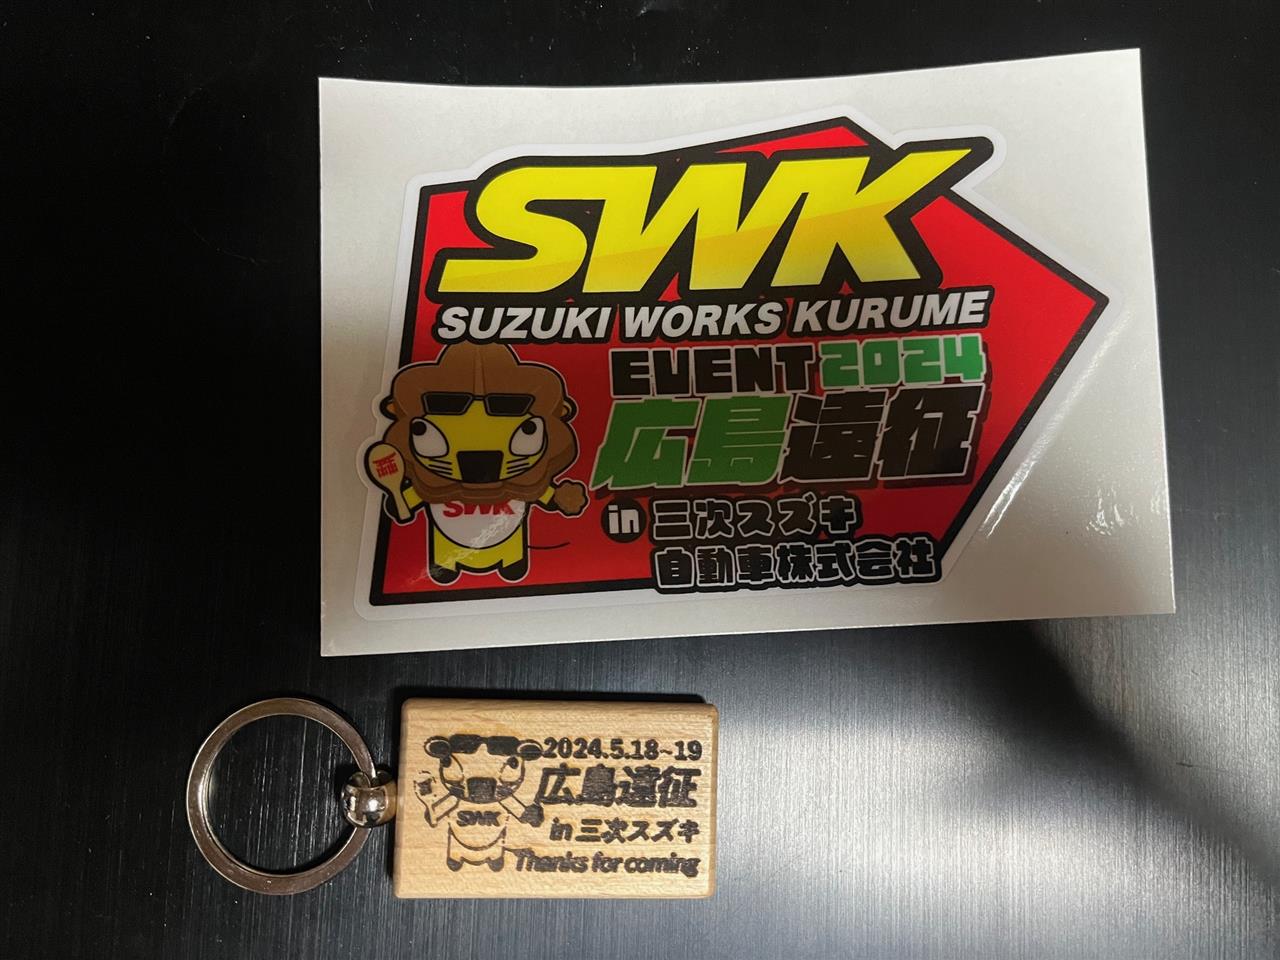 SWK
SUZUKI WORKS KURUME
EVENT 2024
広島遠征
in 三次スズキ
自動車株式会社
SWK
2024.5.18~19
広島遠征
in 三次スズキ
SWK
Thanks for coming